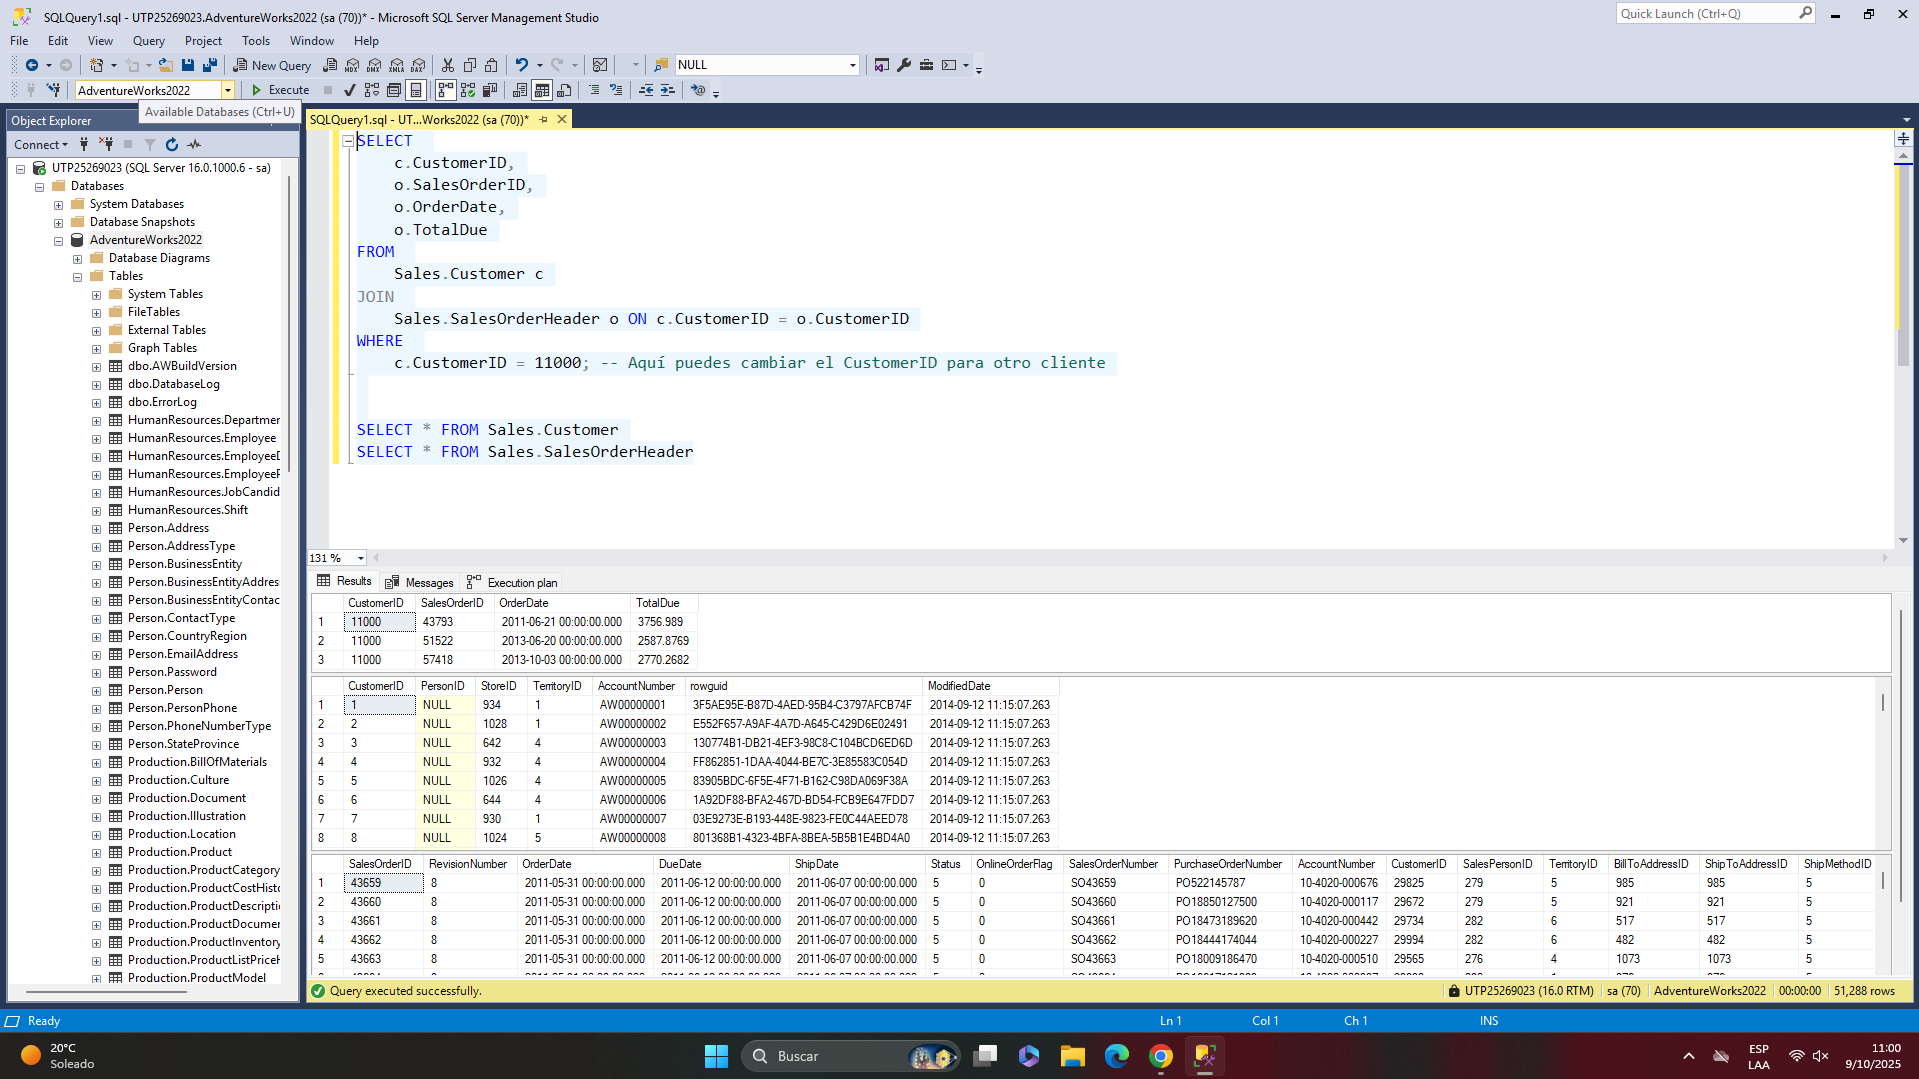 SQLQuery1.sql - UTP25269023.AdventureWorks2022 (sa (70))* - Microsoft SQL Server Management Studio
Quick Launch (Ctrl+Q)
File Edit View Query Project Tools Window Help
New Query
MDX DMX XMLA DAX
NULL
AdventureWorks2022
Execute
Available Databases (Ctrl+U)
Object Explorer
Connect
UTP25269023 (SQL Server 16.0.1000.6 - sa)
Databases
System Databases
Database Snapshots
AdventureWorks2022
Database Diagrams
Tables
System Tables
FileTables
External Tables
Graph Tables
dbo.AWBuildVersion
dbo.DatabaseLog
dbo.ErrorLog
HumanResources.Departmer
HumanResources.Employee
HumanResources.EmployeeD
HumanResources.EmployeeP
HumanResources.JobCandid
HumanResources.Shift
Person.Address
Person.AddressType
Person.BusinessEntity
Person.BusinessEntityAddres
Person.BusinessEntityContac
Person.ContactType
Person.CountryRegion
Person.EmailAddress
Person.Password
Person.Person
Person.PersonPhone
Person.PhoneNumberType
Person.StateProvince
Production.BillOfMaterials
Production.Culture
Production.Document
Production.Illustration
Production.Location
Production.Product
Production.ProductCategory
Production.ProductCostHisto
Production.ProductDescripti
Production.ProductDocumer
Production.ProductInventory
Production.ProductListPriceH
Production.ProductModel
SQLQuery1.sql - UT...Works2022 (sa (70))*
SELECT
c.CustomerID,
o.SalesOrderID,
o.OrderDate,
o.TotalDue
FROM
Sales.Customer c
JOIN
Sales.SalesOrderHeader o ON c.CustomerID = o.CustomerID
WHERE
c.CustomerID = 11000; -- Aquí puedes cambiar el CustomerID para otro cliente
SELECT * FROM Sales.Customer
SELECT * FROM Sales.SalesOrderHeader
131 %
Results Messages Execution plan
CustomerID SalesOrderID OrderDate TotalDue
1 11000 43793 2011-06-21 00:00:00.000 3756.989
2 11000 51522 2013-06-20 00:00:00.000 2587.8769
3 11000 57418 2013-10-03 00:00:00.000 2770.2682
CustomerID PersonID StoreID TerritoryID AccountNumber rowguid ModifiedDate
1 1 NULL 934 1 AW00000001 3F5AE95E-B87D-4AED-95B4-C3797AFCB74F 2014-09-12 11:15:07.263
2 2 NULL 1028 1 AW00000002 E552F657-A9AF-4A7D-A645-C429D6E02491 2014-09-12 11:15:07.263
3 3 NULL 642 4 AW00000003 130774B1-DB21-4EF3-98C8-C104BCD6ED6D 2014-09-12 11:15:07.263
4 4 NULL 932 4 AW00000004 FF862851-1DAA-4044-BE7C-3E85583C054D 2014-09-12 11:15:07.263
5 5 NULL 1026 4 AW00000005 83905BDC-6F5E-4F71-B162-C98DA069F38A 2014-09-12 11:15:07.263
6 6 NULL 644 4 AW00000006 1A92DF88-BFA2-467D-BD54-FCB9E647FDD7 2014-09-12 11:15:07.263
7 7 NULL 930 1 AW00000007 03E9273E-B193-448E-9823-FE0C44AEED78 2014-09-12 11:15:07.263
8 8 NULL 1024 5 AW00000008 801368B1-4323-4BFA-8BEA-5B5B1E4BD4A0 2014-09-12 11:15:07.263
SalesOrderID RevisionNumber OrderDate DueDate ShipDate Status OnlineOrderFlag SalesOrderNumber PurchaseOrderNumber AccountNumber CustomerID SalesPersonID TerritoryID BillToAddressID ShipToAddressID ShipMethodID
1 43659 8 2011-05-31 00:00:00.000 2011-06-12 00:00:00.000 2011-06-07 00:00:00.000 5 0 SO43659 PO522145787 10-4020-000676 29825 279 5 985 985 5
2 43660 8 2011-05-31 00:00:00.000 2011-06-12 00:00:00.000 2011-06-07 00:00:00.000 5 0 SO43660 PO18850127500 10-4020-000117 29672 279 5 921 921 5
3 43661 8 2011-05-31 00:00:00.000 2011-06-12 00:00:00.000 2011-06-07 00:00:00.000 5 0 SO43661 PO18473189620 10-4020-000442 29734 282 6 517 517 5
4 43662 8 2011-05-31 00:00:00.000 2011-06-12 00:00:00.000 2011-06-07 00:00:00.000 5 0 SO43662 PO18444174044 10-4020-000227 29994 282 6 482 482 5
5 43663 8 2011-05-31 00:00:00.000 2011-06-12 00:00:00.000 2011-06-07 00:00:00.000 5 0 SO43663 PO18009186470 10-4020-000510 29565 276 4 1073 1073 5
Query executed successfully. UTP25269023 (16.0 RTM) sa (70) AdventureWorks2022 00:00:00 51,288 rows
Ready Ln 1 Col 1 Ch 1 INS
20°C
Soleado
Buscar
ESP
LAA
11:00
9/10/2025